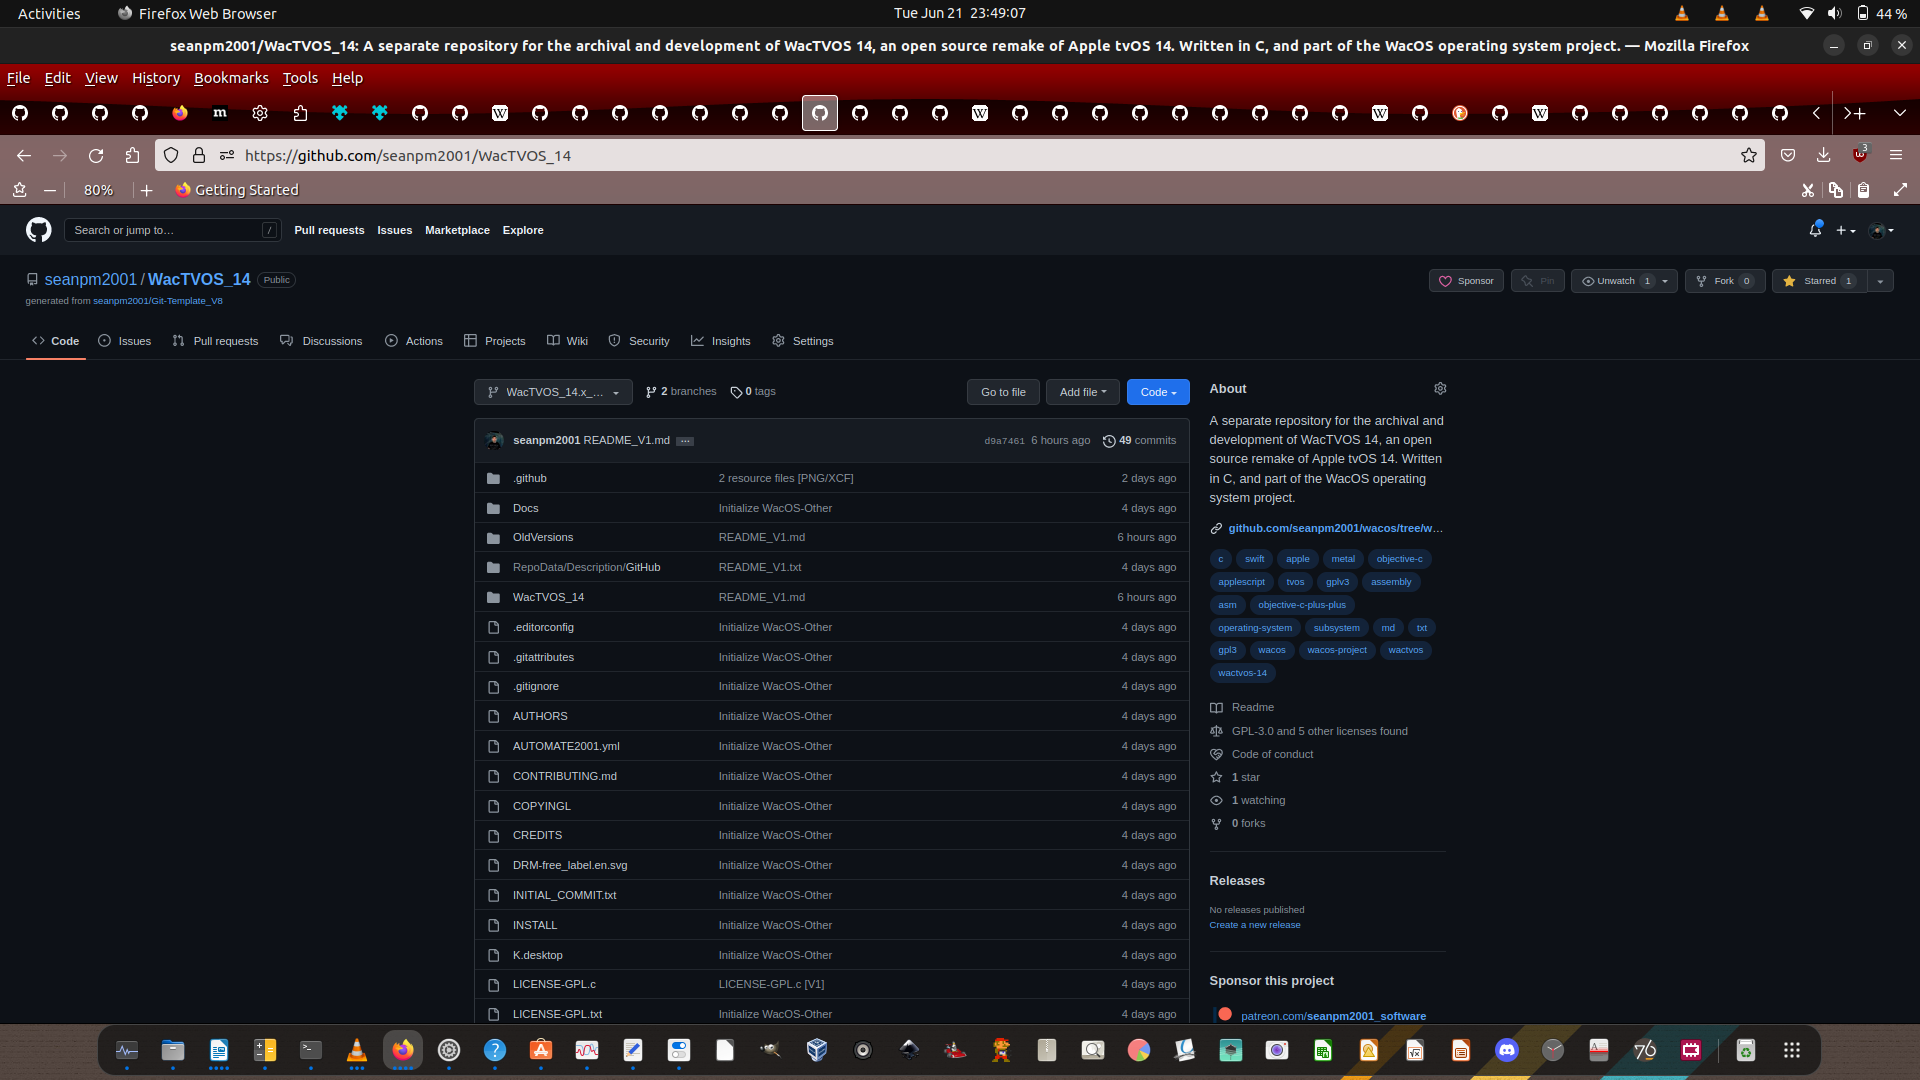 Activities Firefox Web Browser Tue Jun 21 23:49:07 44 %
seanpm2001/WacTVOS_14: A separate repository for the archival and development of WacTVOS 14, an open source remake of Apple tvOS 14. Written in C, and part of the WacOS operating system project. — Mozilla Firefox
File Edit View History Bookmarks Tools Help
https://github.com/seanpm2001/WacTVOS_14 3
80% Getting Started
Search or jump to… / Pull requests Issues Marketplace Explore
seanpm2001 / WacTVOS_14 Public Sponsor Pin Unwatch 1 Fork 0 Starred 1
generated from seanpm2001/Git-Template_V8
Code Issues Pull requests Discussions Actions Projects Wiki Security Insights Settings
WacTVOS_14.x_... 2 branches 0 tags Go to file Add file Code
seanpm2001 README_V1.md ... d9a7461 6 hours ago 49 commits
.github 2 resource files [PNG/XCF] 2 days ago
Docs Initialize WacOS-Other 4 days ago
OldVersions README_V1.md 6 hours ago
RepoData/Description/GitHub README_V1.txt 4 days ago
WacTVOS_14 README_V1.md 6 hours ago
.editorconfig Initialize WacOS-Other 4 days ago
.gitattributes Initialize WacOS-Other 4 days ago
.gitignore Initialize WacOS-Other 4 days ago
AUTHORS Initialize WacOS-Other 4 days ago
AUTOMATE2001.yml Initialize WacOS-Other 4 days ago
CONTRIBUTING.md Initialize WacOS-Other 4 days ago
COPYINGL Initialize WacOS-Other 4 days ago
CREDITS Initialize WacOS-Other 4 days ago
DRM-free_label.en.svg Initialize WacOS-Other 4 days ago
INITIAL_COMMIT.txt Initialize WacOS-Other 4 days ago
INSTALL Initialize WacOS-Other 4 days ago
K.desktop Initialize WacOS-Other 4 days ago
LICENSE-GPL.c LICENSE-GPL.c [V1] 4 days ago
LICENSE-GPL.txt Initialize WacOS-Other 4 days ago
About
A separate repository for the archival and
development of WacTVOS 14, an open
source remake of Apple tvOS 14. Written
in C, and part of the WacOS operating
system project.
github.com/seanpm2001/wacos/tree/w...
c swift apple metal objective-c
applescript tvos gplv3 assembly
asm objective-c-plus-plus
operating-system subsystem md txt
gpl3 wacos wacos-project wactvos
wactvos-14
Readme
GPL-3.0 and 5 other licenses found
Code of conduct
1 star
1 watching
0 forks
Releases
No releases published
Create a new release
Sponsor this project
patreon.com/seanpm2001_software